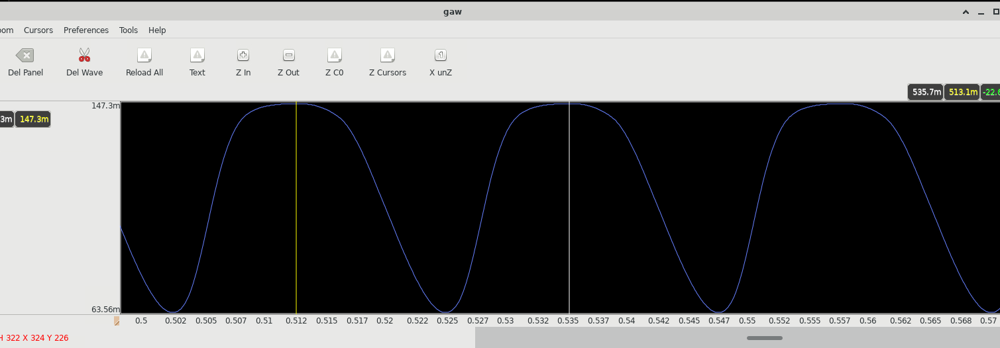 gaw
oom Cursors Preferences Tools Help
Del Panel Del Wave Reload All Text Z In Z Out Z C0 Z Cursors X unZ
535.7m 513.1m -22.6
147.3m
3m 147.3m
63.56m
0.5 0.502 0.505 0.507 0.51 0.512 0.515 0.517 0.52 0.522 0.525 0.527 0.53 0.532 0.535 0.537 0.54 0.542 0.545 0.547 0.55 0.552 0.555 0.557 0.56 0.562 0.565 0.568 0.57
H 322 X 324 Y 226